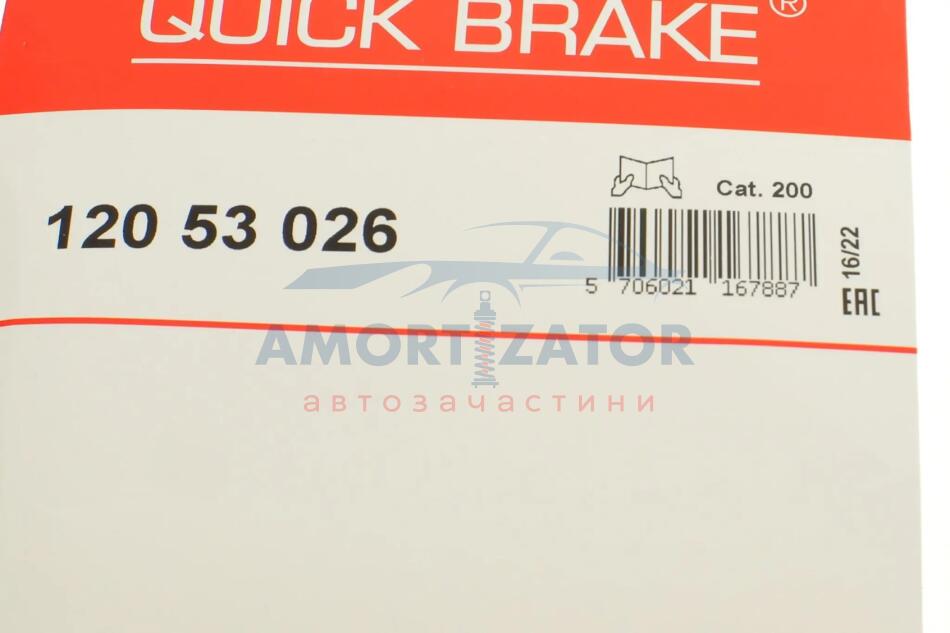 QUICK BRAKE®
Cat. 200
120 53 026
5 706021 167887
16/22
EAC
AMORTIZATOR
автозачастини